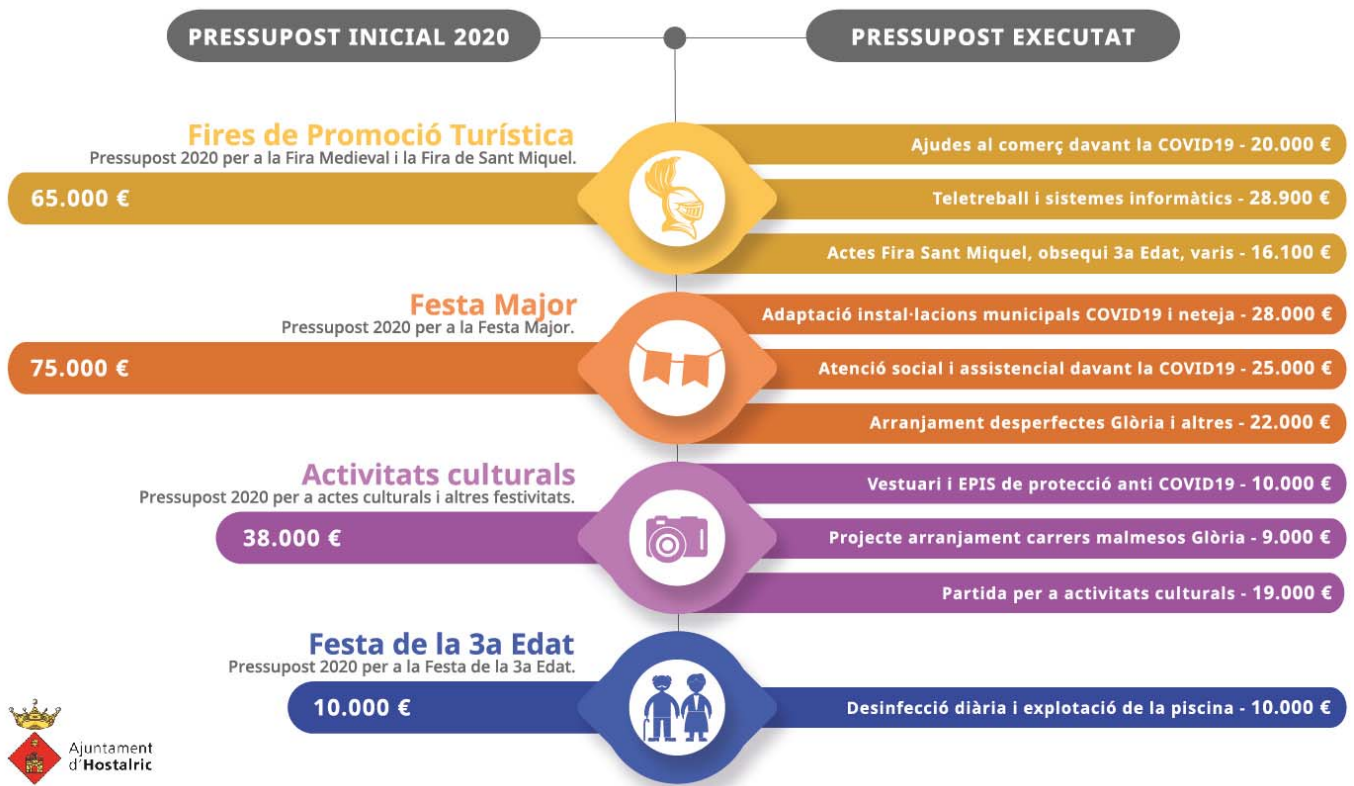 PRESSUPOST INICIAL 2020
PRESSUPOST EXECUTAT
Fires de Promoció Turística
Pressupost 2020 per a la Fira Medieval i la Fira de Sant Miquel.
65.000 €
Ajudes al comerç davant la COVID19 - 20.000 €
Teletreball i sistemes informàtics - 28.900 €
Actes Fira Sant Miquel, obsequi 3a Edat, varis - 16.100 €
Festa Major
Pressupost 2020 per a la Festa Major.
75.000 €
Adaptació instal·lacions municipals COVID19 i neteja - 28.000 €
Atenció social i assistencial davant la COVID19 - 25.000 €
Arranjament desperfectes Glòria i altres - 22.000 €
Activitats culturals
Pressupost 2020 per a actes culturals i altres festivitats.
38.000 €
Vestuari i EPIS de protecció anti COVID19 - 10.000 €
Projecte arranjament carrers malmesos Glòria - 9.000 €
Partida per a activitats culturals - 19.000 €
Festa de la 3a Edat
Pressupost 2020 per a la Festa de la 3a Edat.
10.000 €
Desinfecció diària i explotació de la piscina - 10.000 €
Ajuntament
d'Hostalric